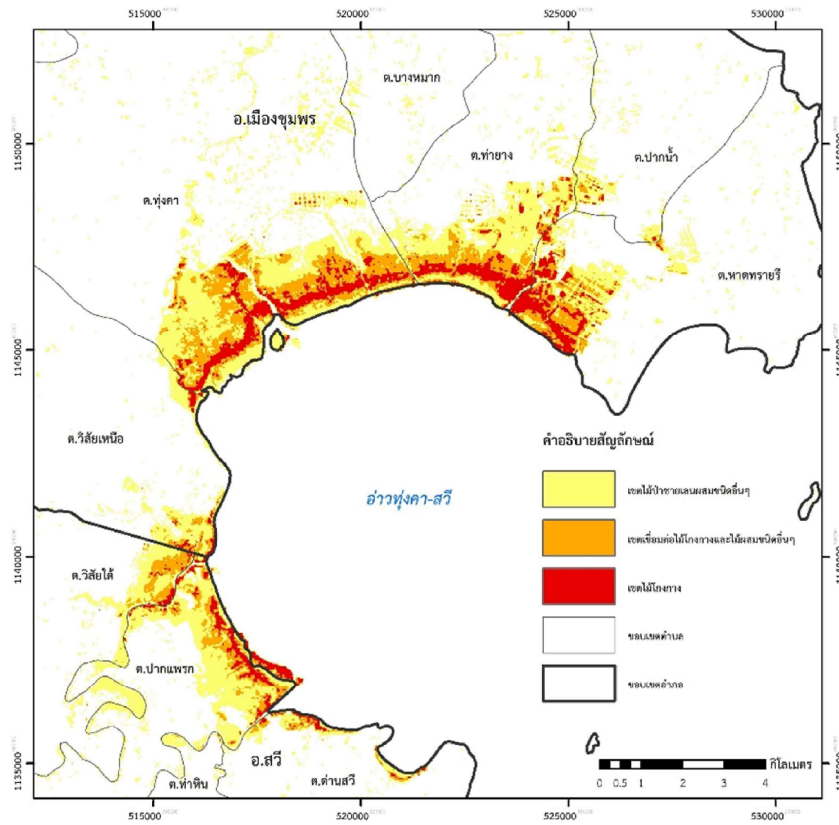 515000
520000
525000
530000
ต.บางหมาก
อ.เมืองชุมพร
1150000
1150000
ต.ท่ายาง
ต.ปากน้ำ
ต.ทุ่งคา
ต.หาดทรายรี
1145000
1145000
ต.วิสัยเหนือ
คำอธิบายสัญลักษณ์
เขตไม้ป่าชายเลนผสมชนิดอื่นๆ
อ่าวทุ่งคา-สวี
เขตเชื่อมต่อไม้โกงกางและไม้ผสมชนิดอื่นๆ
1140000
1140000
ต.วิสัยใต้
เขตไม้โกงกาง
ขอบเขตตำบล
ต.ปากแพรก
ขอบเขตอำเภอ
อ.สวี
กิโลเมตร
1135000
1135000
ต.ท่าหิน
ต.ด่านสวี
0 0.5 1 2 3 4
515000
520000
525000
530000